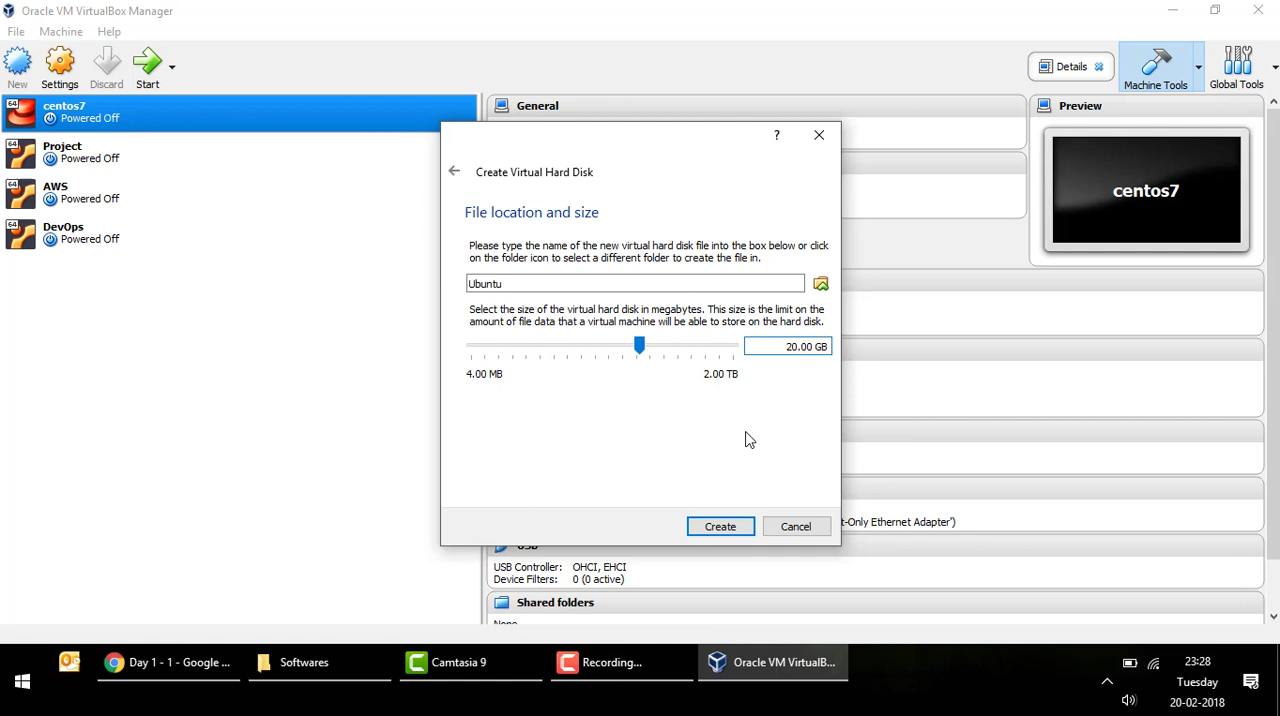 Oracle VM VirtualBox Manager
File Machine Help
New Settings Discard Start
Details
Machine Tools Global Tools
64 centos7
Powered Off
64 Project
Powered Off
64 AWS
Powered Off
64 DevOps
Powered Off
General
Preview
centos7
?
Create Virtual Hard Disk
File location and size
Please type the name of the new virtual hard disk file into the box below or click
on the folder icon to select a different folder to create the file in.
Ubuntu
Select the size of the virtual hard disk in megabytes. This size is the limit on the
amount of file data that a virtual machine will be able to store on the hard disk.
20.00 GB
4.00 MB 2.00 TB
Create Cancel
t-Only Ethernet Adapter')
USB Controller: OHCI, EHCI
Device Filters: 0 (0 active)
Shared folders
Day 1 - 1 - Google ...
Softwares
Camtasia 9
Recording...
Oracle VM VirtualB...
23:28
Tuesday
20-02-2018